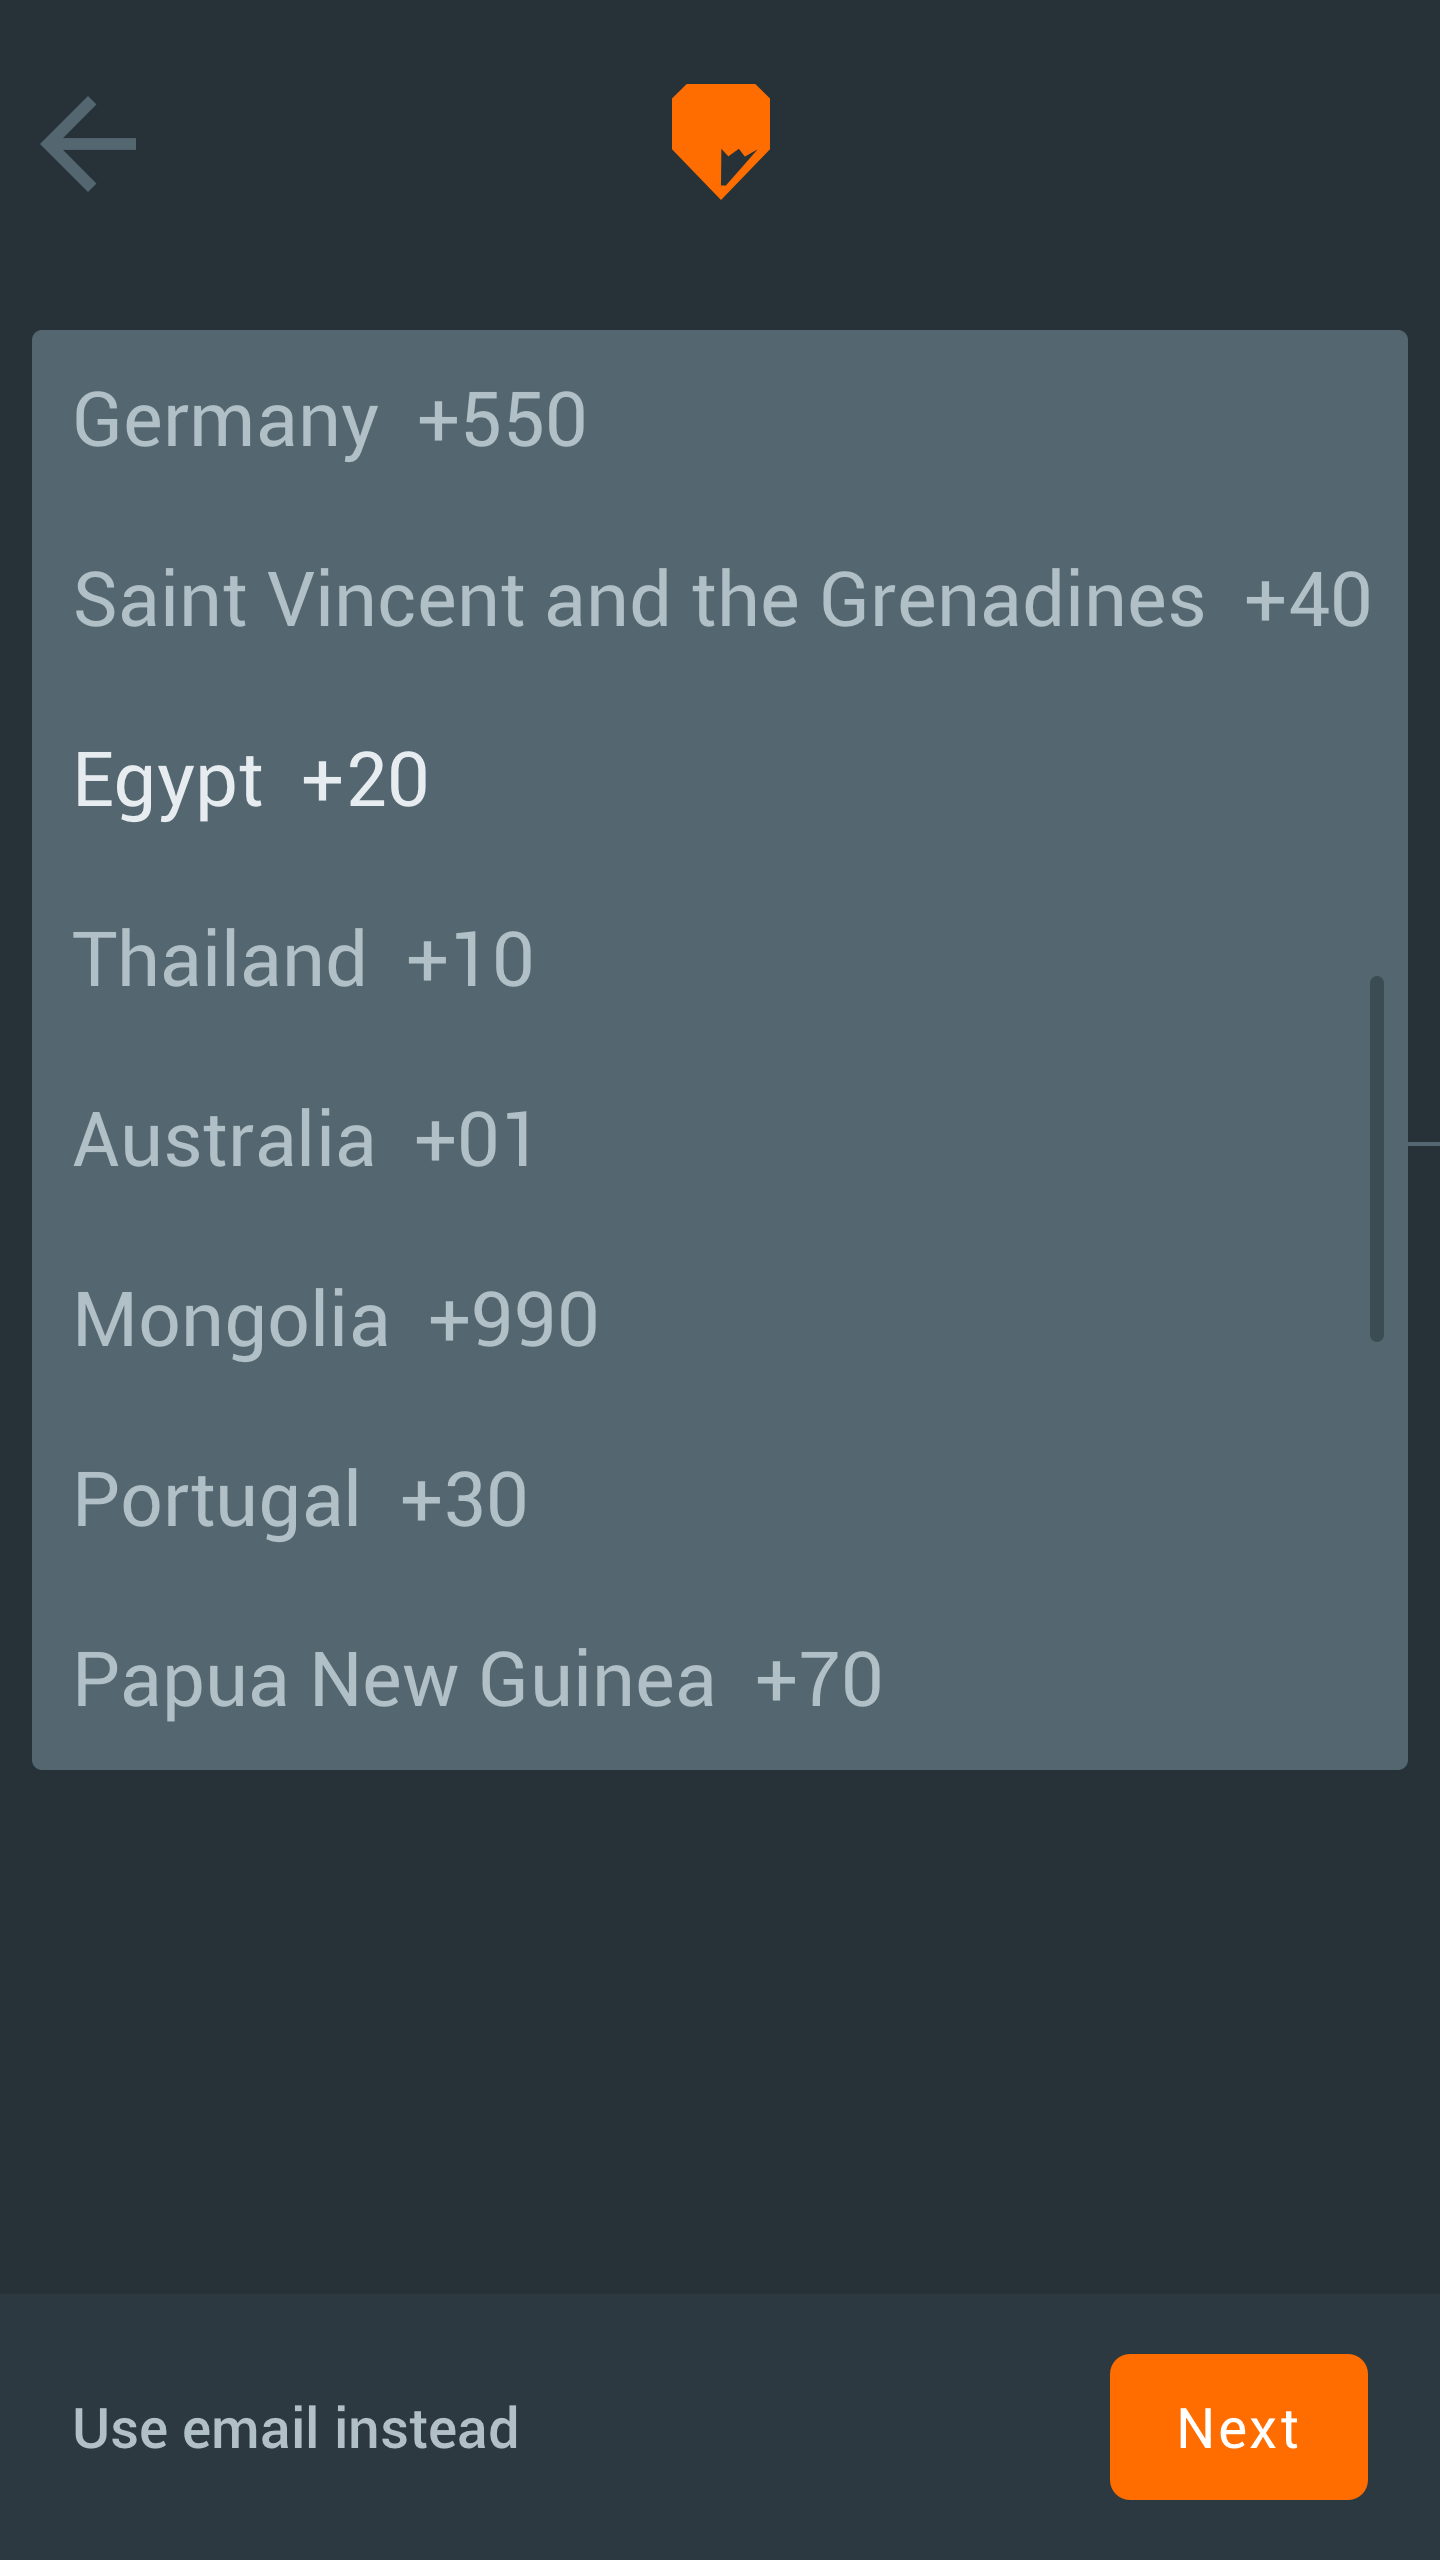 Germany +550
Saint Vincent and the Grenadines +40
Egypt +20
Thailand +10
Australia +01
Mongolia +990
Portugal +30
Papua New Guinea +70
Use email instead
Next